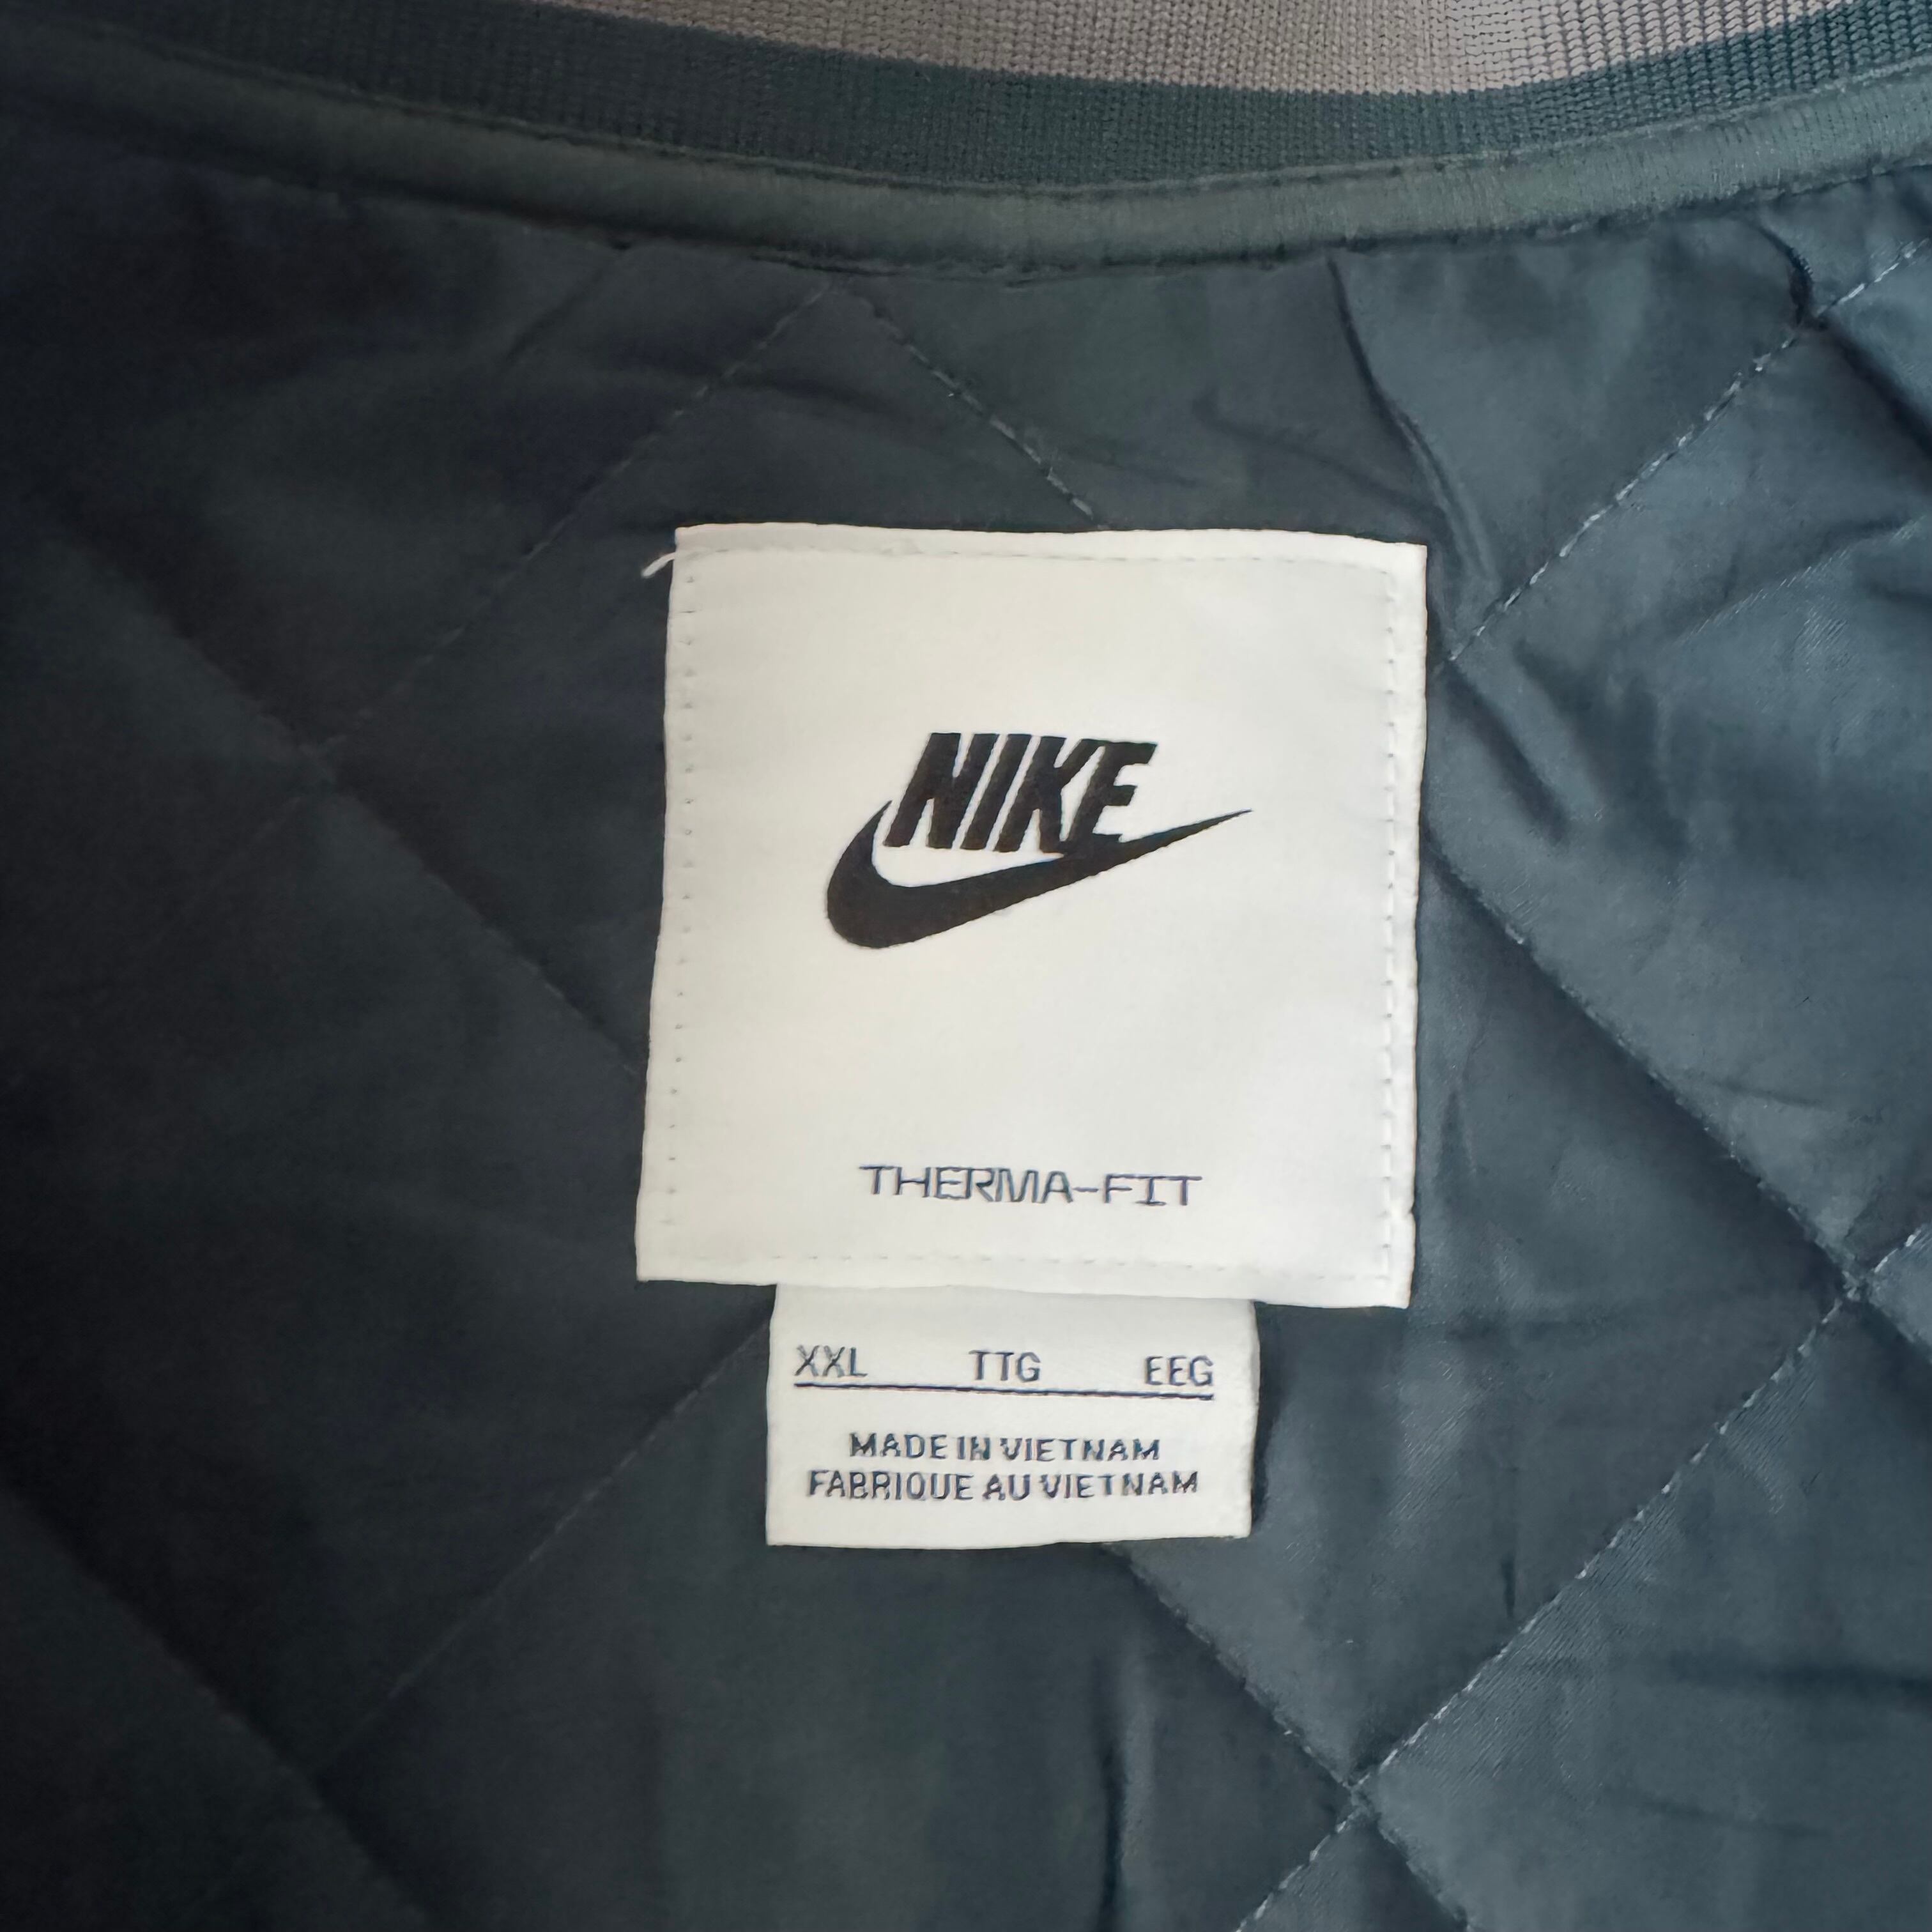 NIKE
THERMA-FIT
XXL TTG EEG
MADE IN VIETNAM
FABRIQUE AU VIETNAM